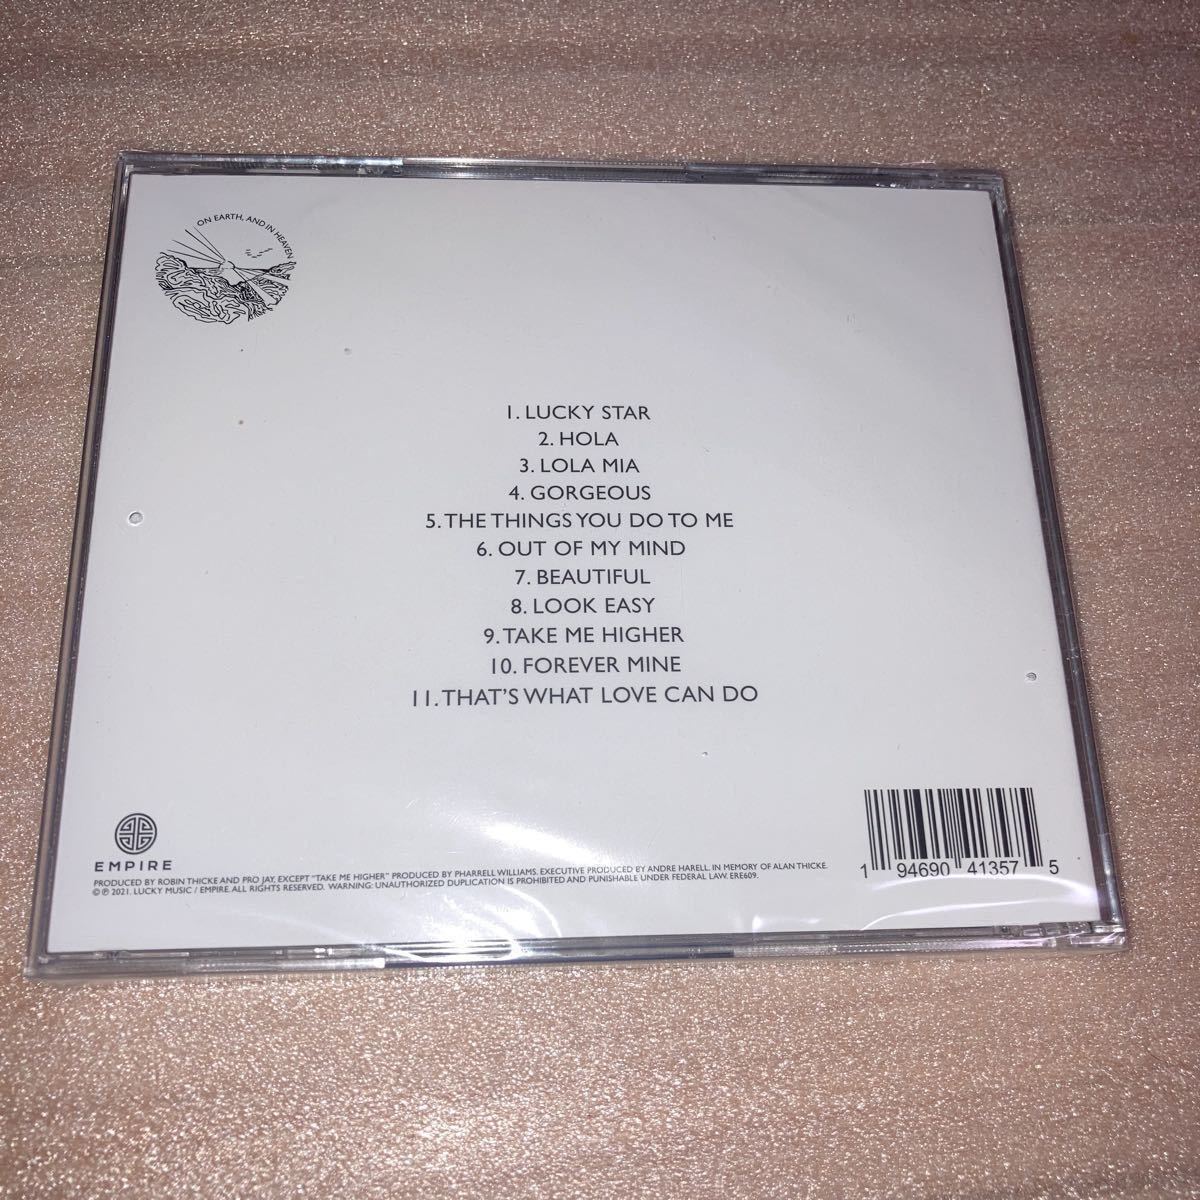 ON EARTH, AND IN HEAVEN
1. LUCKY STAR
2. HOLA
3. LOLA MIA
4. GORGEOUS
5. THE THINGS YOU DO TO ME
6. OUT OF MY MIND
7. BEAUTIFUL
8. LOOK EASY
9. TAKE ME HIGHER
10. FOREVER MINE
11. THAT'S WHAT LOVE CAN DO
EMPIRE
PRODUCED BY ROBIN THICKE AND PRO JAY, EXCEPT "TAKE ME HIGHER" PRODUCED BY PHARRELL WILLIAMS. EXECUTIVE PRODUCED BY ANDRE HARELL. IN MEMORY OF ALAN THICKE.
© ℗ 2021. LUCKY MUSIC / EMPIRE. ALL RIGHTS RESERVED. WARNING: UNAUTHORIZED DUPLICATION IS PROHIBITED AND PUNISHABLE UNDER FEDERAL LAW. ERE609.
1 94690 41357 5